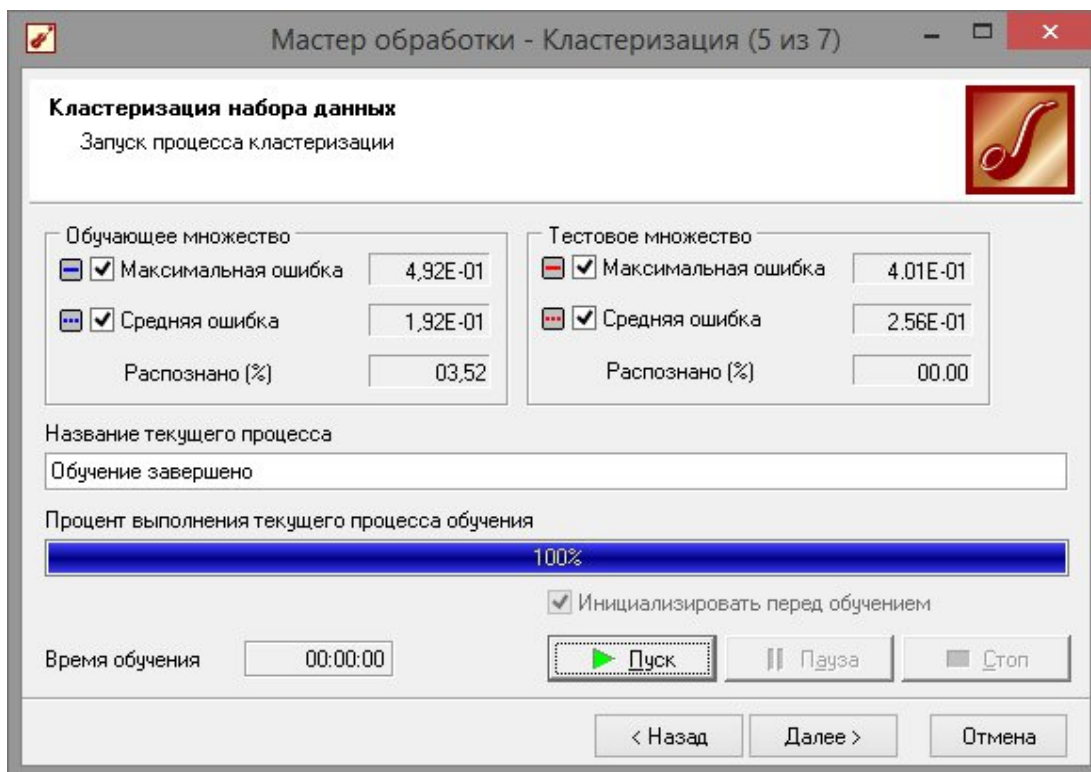 Мастер обработки - Кластеризация (5 из 7)
Кластеризация набора данных
Запуск процесса кластеризации
Обучающее множество
Максимальная ошибка 4,92E-01
Средняя ошибка 1,92E-01
Распознано (%) 03,52
Тестовое множество
Максимальная ошибка 4.01E-01
Средняя ошибка 2.56E-01
Распознано (%) 00.00
Название текущего процесса
Обучение завершено
Процент выполнения текущего процесса обучения
100%
Инициализировать перед обучением
Время обучения 00:00:00 Пуск Пауза Стоп
< Назад Далее > Отмена